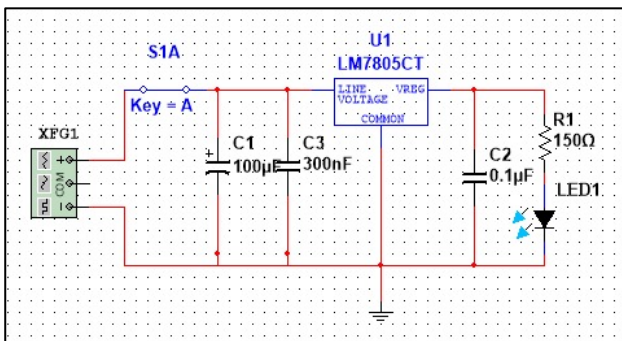 S1A
Key = A
U1
LM7805CT
LINE VREG
VOLTAGE
COMMON
XFG1
+
COM
−
+
C1
100µF
C3
300nF
C2
0.1µF
R1
150Ω
LED1